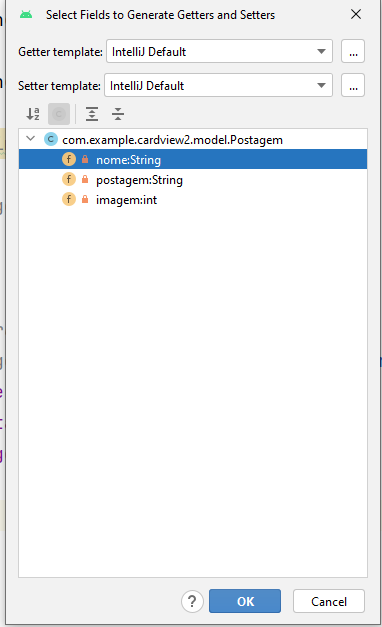 Select Fields to Generate Getters and Setters
Getter template: IntelliJ Default ...
Setter template: IntelliJ Default ...
com.example.cardview2.model.Postagem
nome:String
postagem:String
imagem:int
? OK Cancel